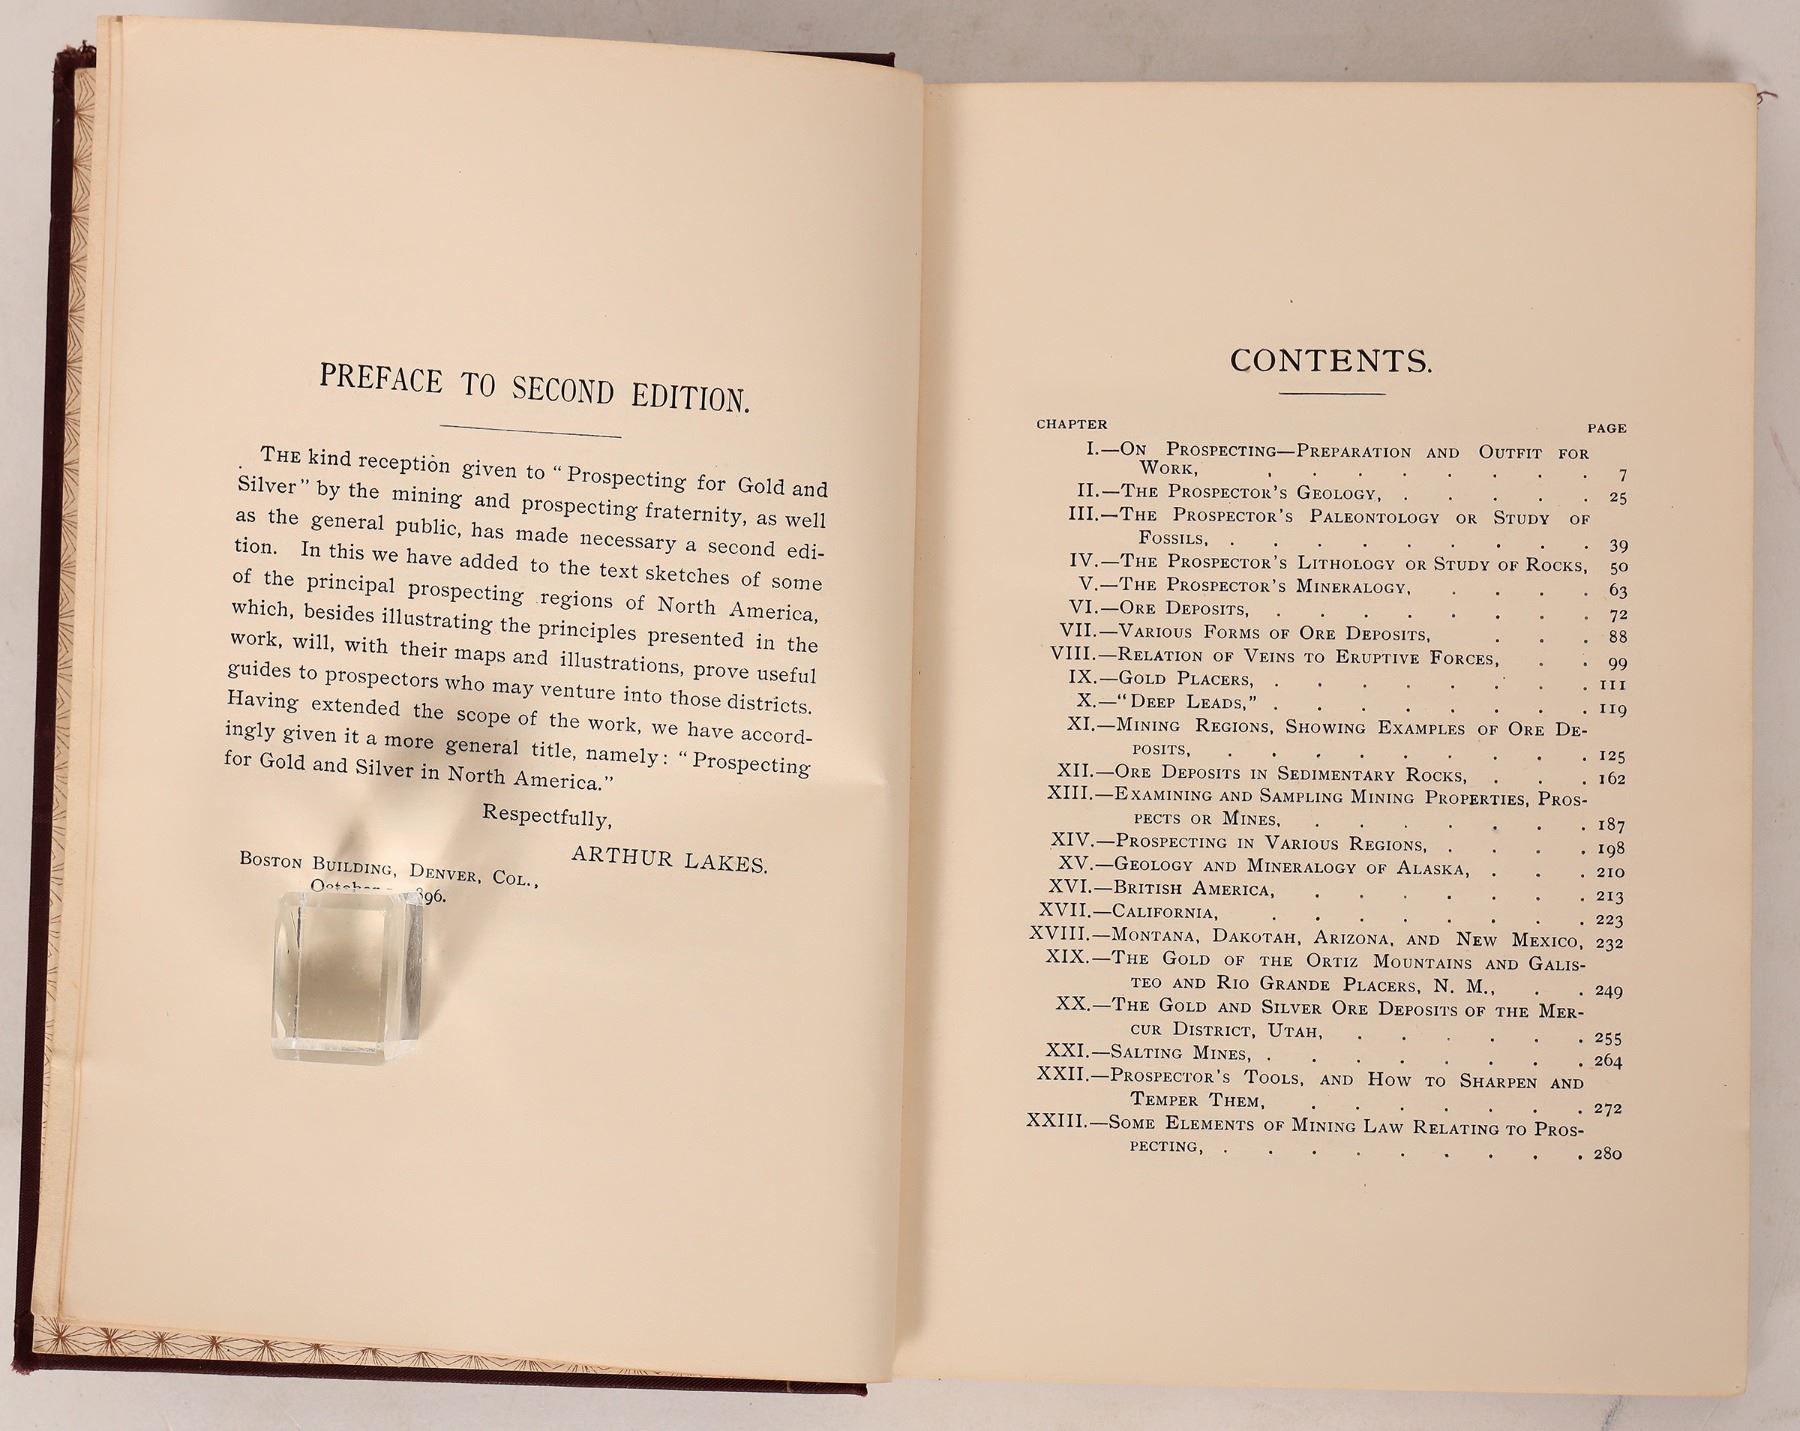 PREFACE TO SECOND EDITION.
THE kind reception given to “Prospecting for Gold and
Silver” by the mining and prospecting fraternity, as well
as the general public, has made necessary a second edi-
tion. In this we have added to the text sketches of some
of the principal prospecting regions of North America,
which, besides illustrating the principles presented in the
work, will, with their maps and illustrations, prove useful
guides to prospectors who may venture into those districts.
Having extended the scope of the work, we have accord-
ingly given it a more general title, namely: “Prospecting
for Gold and Silver in North America.”
Respectfully,
ARTHUR LAKES.
BOSTON BUILDING, DENVER, COL.,
October 896.
CONTENTS.
CHAPTER PAGE
I.—ON PROSPECTING—PREPARATION AND OUTFIT FOR
WORK, . . . . . . . . 7
II.—THE PROSPECTOR'S GEOLOGY, . . . . . 25
III.—THE PROSPECTOR'S PALEONTOLOGY OR STUDY OF
FOSSILS, . . . . . . . . . 39
IV.—THE PROSPECTOR'S LITHOLOGY OR STUDY OF ROCKS, 50
V.—THE PROSPECTOR'S MINERALOGY, . . . . 63
VI.—ORE DEPOSITS, . . . . . . . . 72
VII.—VARIOUS FORMS OF ORE DEPOSITS, . . . 88
VIII.—RELATION OF VEINS TO ERUPTIVE FORCES, . . 99
IX.—GOLD PLACERS, . . . . . . . . 111
X.—“DEEP LEADS,” . . . . . . . . 119
XI.—MINING REGIONS, SHOWING EXAMPLES OF ORE DE-
POSITS, . . . . . . . . . 125
XII.—ORE DEPOSITS IN SEDIMENTARY ROCKS, . . . 162
XIII.—EXAMINING AND SAMPLING MINING PROPERTIES, PROS-
PECTS OR MINES, . . . . . . . 187
XIV.—PROSPECTING IN VARIOUS REGIONS, . . . . 198
XV.—GEOLOGY AND MINERALOGY OF ALASKA, . . . 210
XVI.—BRITISH AMERICA, . . . . . . . 213
XVII.—CALIFORNIA, . . . . . . . . 223
XVIII.—MONTANA, DAKOTAH, ARIZONA, AND NEW MEXICO, 232
XIX.—THE GOLD OF THE ORTIZ MOUNTAINS AND GALIS-
TEO AND RIO GRANDE PLACERS, N. M., . . 249
XX.—THE GOLD AND SILVER ORE DEPOSITS OF THE MER-
CUR DISTRICT, UTAH, . . . . . . 255
XXI.—SALTING MINES, . . . . . . . . 264
XXII.—PROSPECTOR'S TOOLS, AND HOW TO SHARPEN AND
TEMPER THEM, . . . . . . . 272
XXIII.—SOME ELEMENTS OF MINING LAW RELATING TO PROS-
PECTING, . . . . . . . . . 280